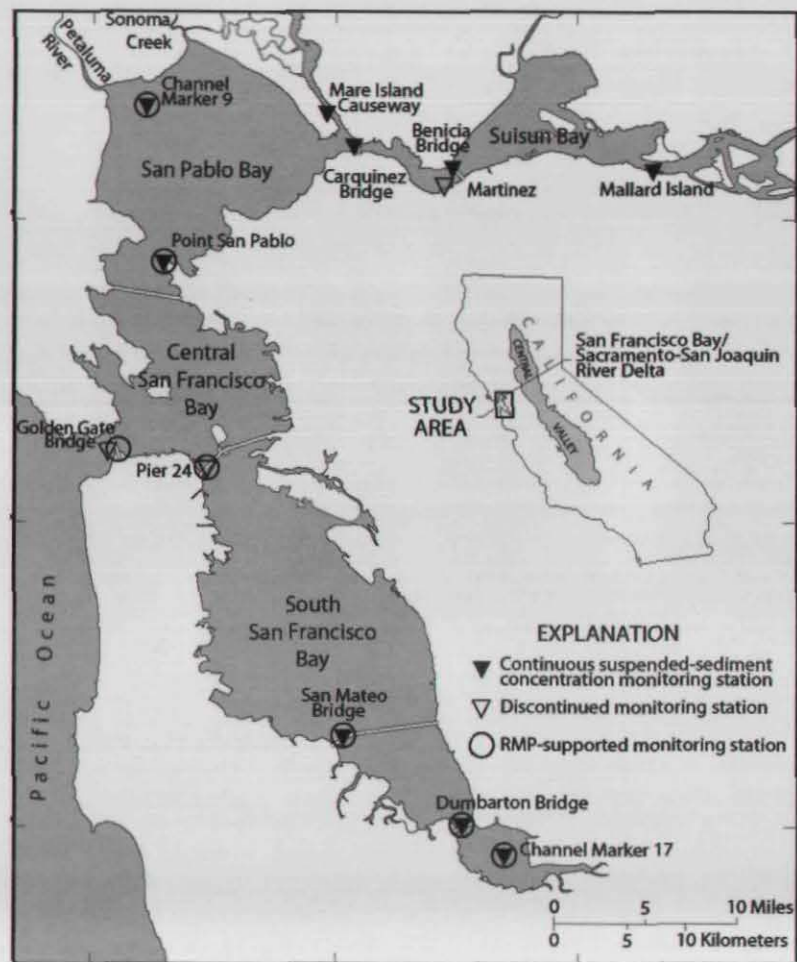 Sonoma
Creek
Petaluma
River
Channel
Marker 9
Mare Island
Causeway
Benicia
Bridge
Suisun Bay
San Pablo Bay
Carquinez
Bridge
Martinez
Mallard Island
Point San Pablo
Central
San Francisco
Bay
Golden Gate
Bridge
Pier 24
CALIFORNIA
CENTRAL
VALLEY
San Francisco Bay/
Sacramento-San Joaquin
River Delta
STUDY
AREA
Pacific Ocean
South
San Francisco
Bay
San Mateo
Bridge
EXPLANATION
Continuous suspended-sediment
concentration monitoring station
Discontinued monitoring station
RMP-supported monitoring station
Dumbarton Bridge
Channel Marker 17
0 5 10 Miles
0 5 10 Kilometers